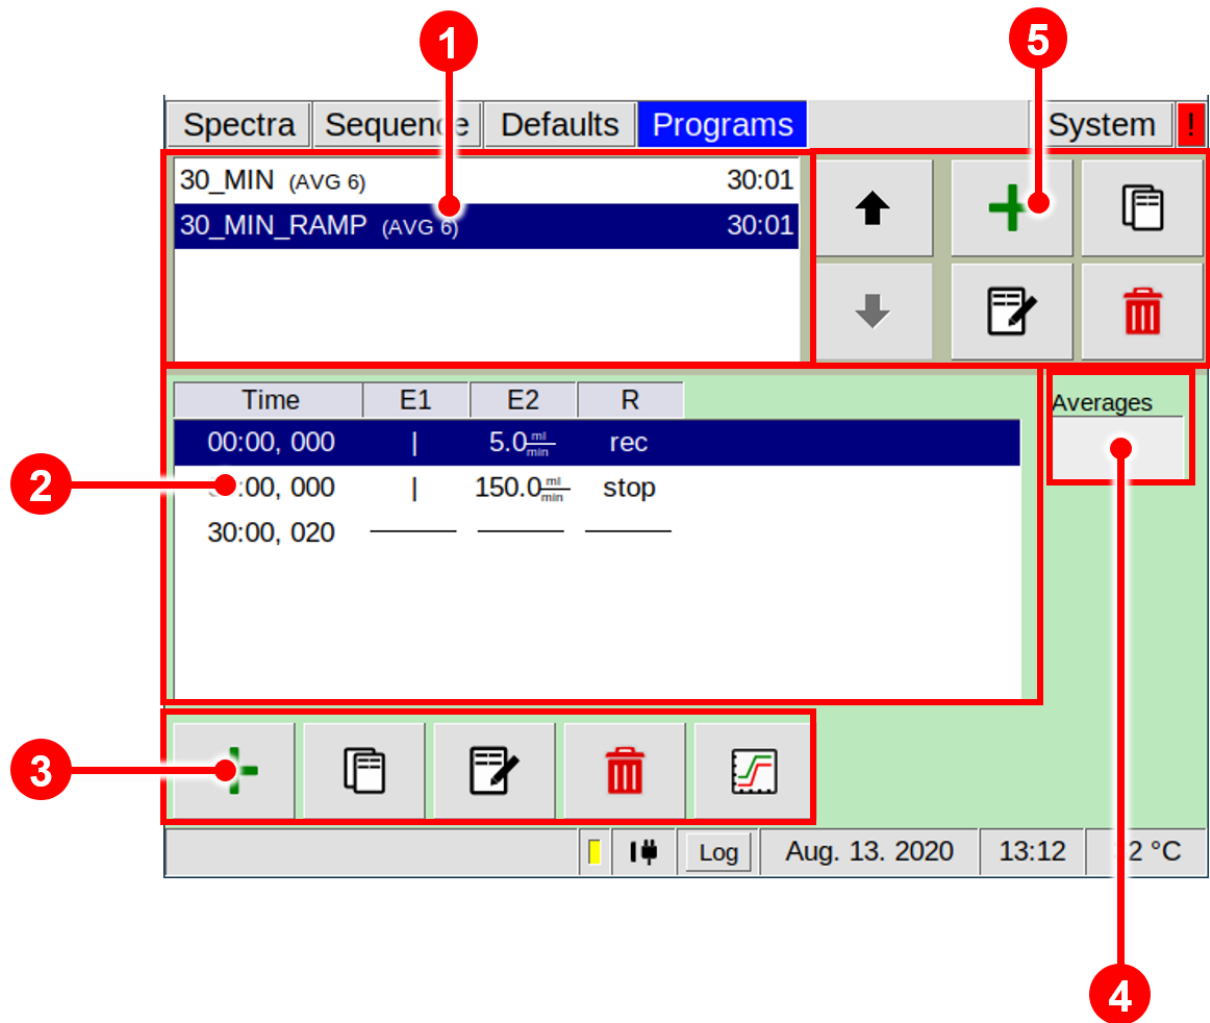 1 5
Spectra Sequence Defaults Programs System !
30_MIN (AVG 6) 30:01
30_MIN_RAMP (AVG 6) 30:01
Time E1 E2 R Averages
00:00, 000 | 5.0 ml/min rec
2 :00, 000 | 150.0 ml/min stop
30:00, 020
3
Log Aug. 13. 2020 13:12 2 °C
4